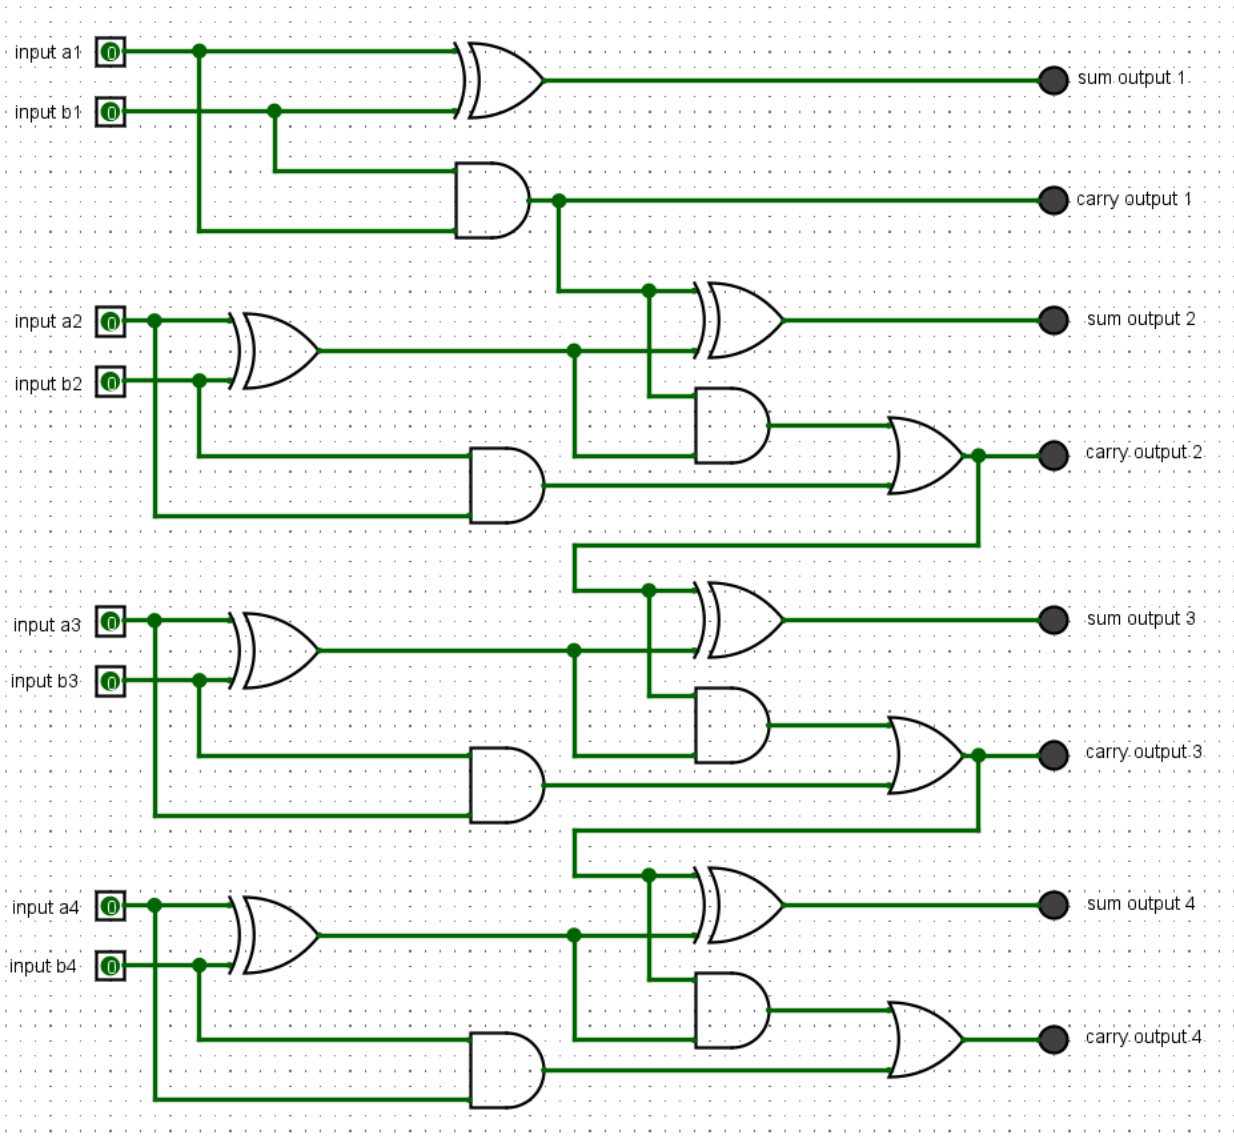 input a1
0
sum output 1
input b1
0
carry output 1
input a2
0
sum output 2
input b2
0
carry output 2
input a3
0
sum output 3
input b3
0
carry output 3
input a4
0
sum output 4
input b4
0
carry output 4